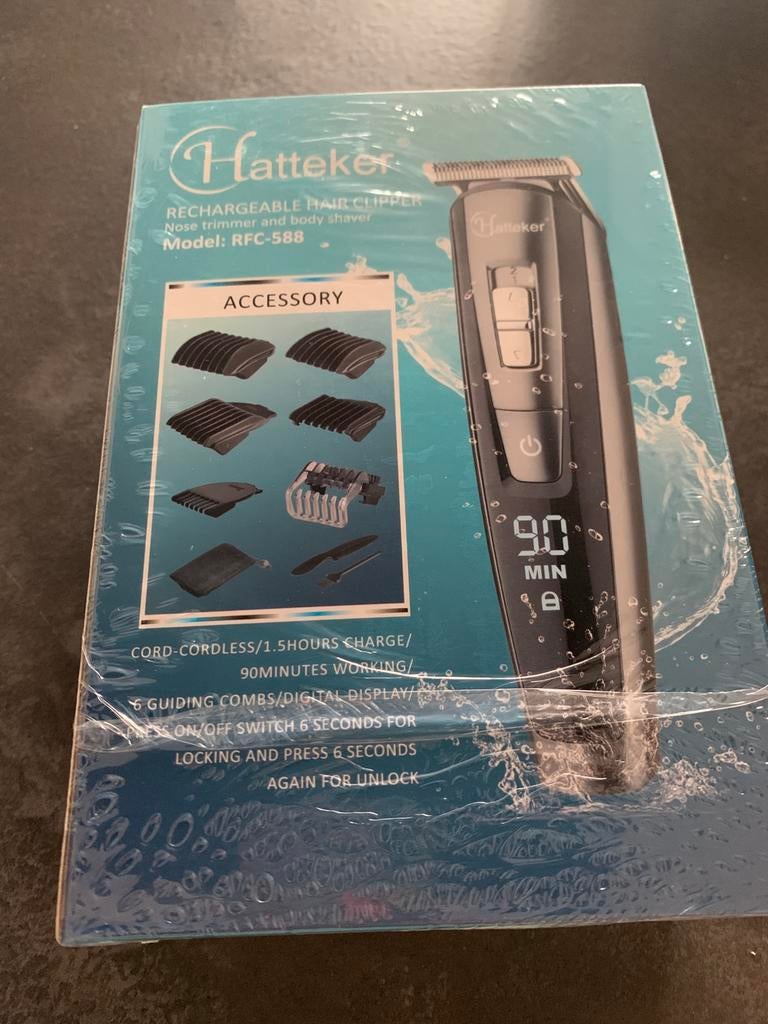 Hatteker
RECHARGEABLE HAIR CLIPPER
Nose trimmer and body shaver
Model: RFC-588
ACCESSORY
CORD-CORDLESS/1.5HOURS CHARGE/
90MINUTES WORKING/
6 GUIDING COMBS/DIGITAL DISPLAY/
PRESS ON/OFF SWITCH 6 SECONDS FOR
LOCKING AND PRESS 6 SECONDS
AGAIN FOR UNLOCK
Hatteker
90
MIN